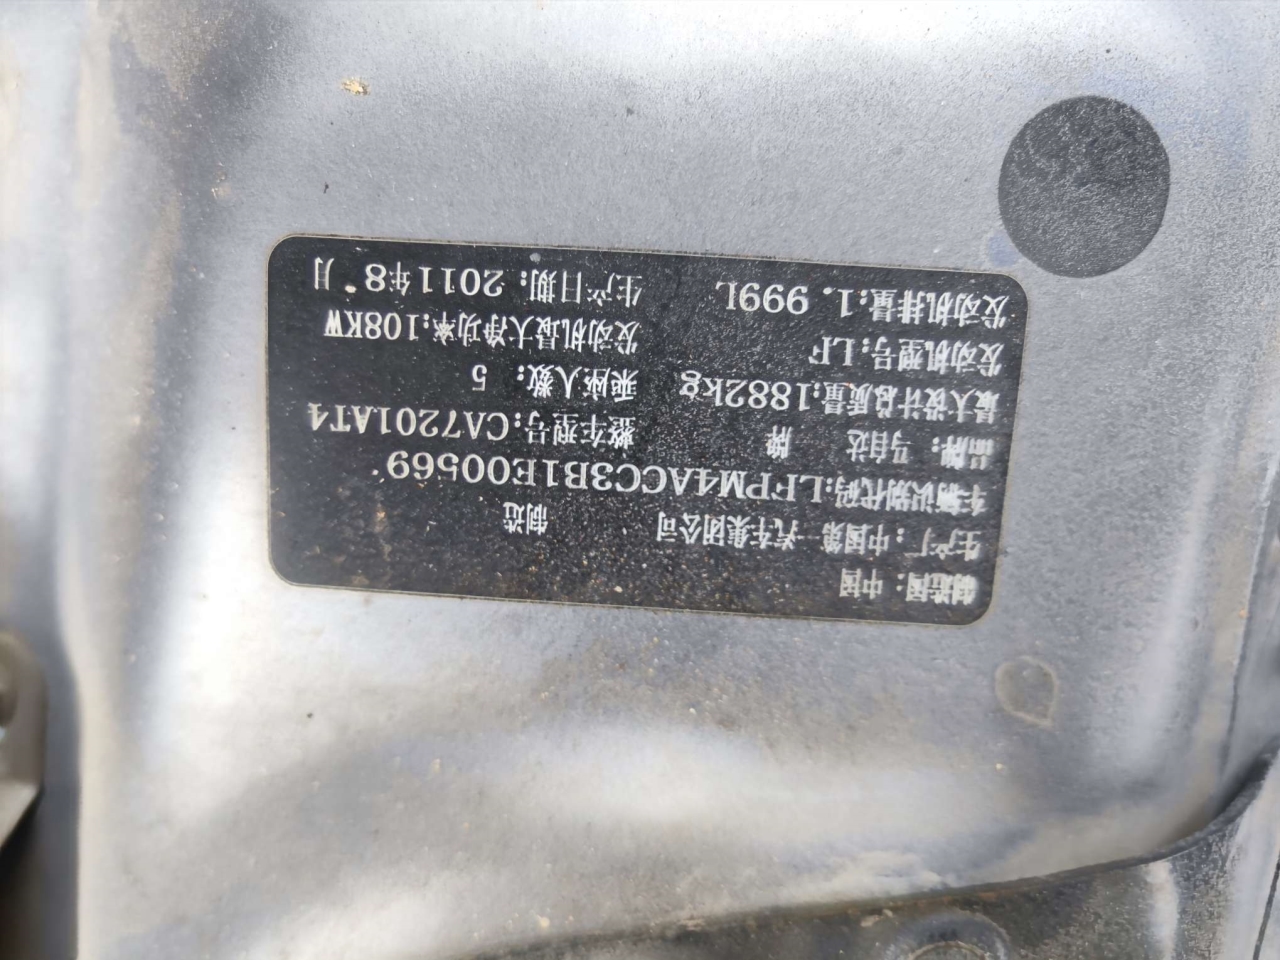 制造国：中国
生产厂：中国第一汽车集团公司 制造
车辆识别代码:LFPM4ACC3B1E00569
品牌：马自达 牌 整车型号:CA7201AT4
最大设计总质量:1882kg 乘座人数：5
发动机型号:LF 发动机最大净功率:108KW
发动机排量:1.999L 生产日期：2011年8月